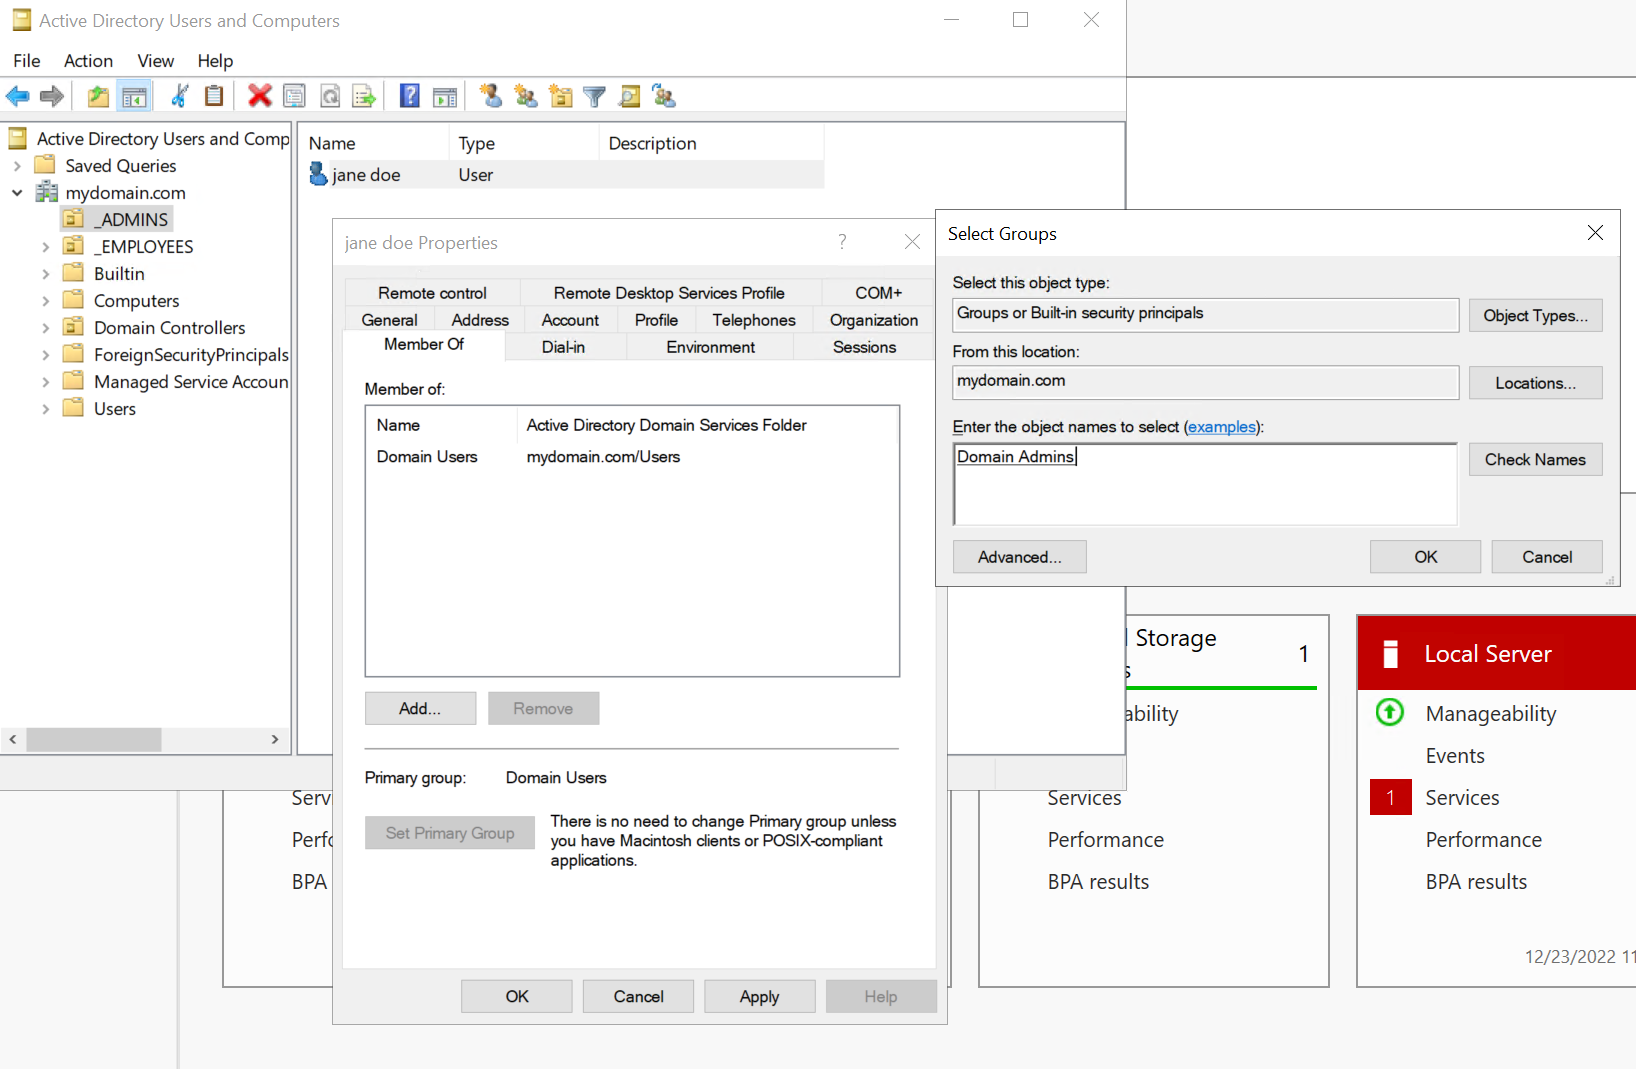 Active Directory Users and Computers
File Action View Help
Active Directory Users and Comp
Saved Queries
mydomain.com
_ADMINS
_EMPLOYEES
Builtin
Computers
Domain Controllers
ForeignSecurityPrincipals
Managed Service Accoun
Users
Name Type Description
jane doe User
jane doe Properties
Remote control Remote Desktop Services Profile COM+
General Address Account Profile Telephones Organization
Member Of Dial-in Environment Sessions
Member of:
Name Active Directory Domain Services Folder
Domain Users mydomain.com/Users
Add... Remove
Primary group: Domain Users
Set Primary Group
There is no need to change Primary group unless
you have Macintosh clients or POSIX-compliant
applications.
OK Cancel Apply Help
Select Groups
Select this object type:
Groups or Built-in security principals
Object Types...
From this location:
mydomain.com
Locations...
Enter the object names to select (examples):
Domain Admins
Check Names
Advanced... OK Cancel
Serv
Perfo
BPA
Storage
s
1
ability
Services
Performance
BPA results
Local Server
Manageability
Events
1 Services
Performance
BPA results
12/23/2022 11